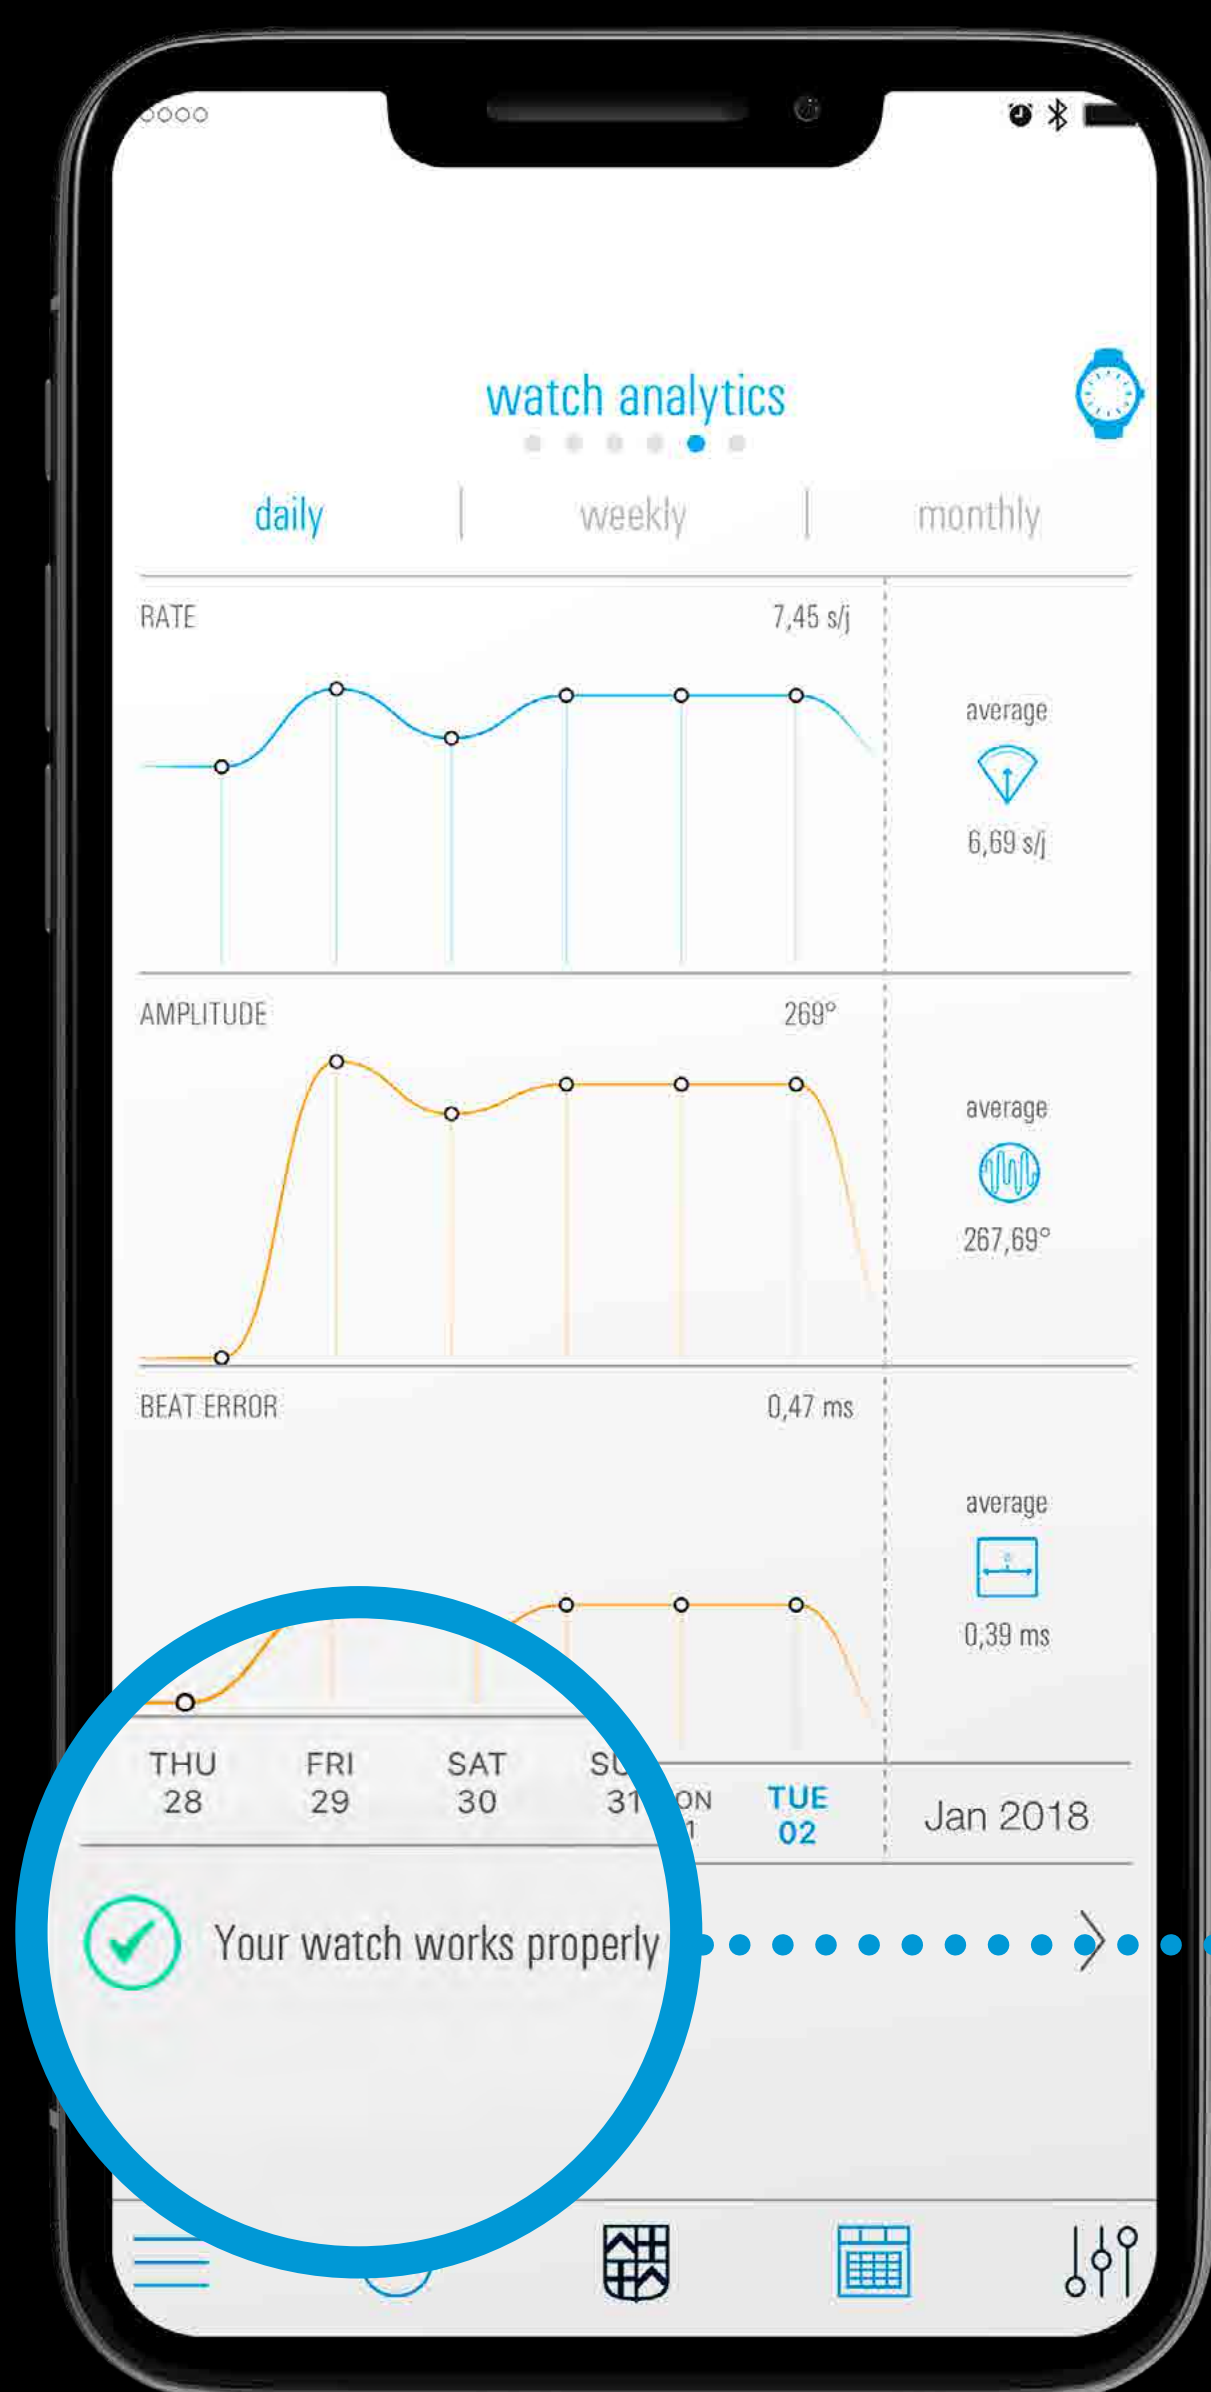 watch analytics
daily | weekly | monthly
RATE 7,45 s/j
average
6,69 s/j
AMPLITUDE 269°
average
267,69°
BEAT ERROR 0,47 ms
average
0,39 ms
THU FRI SAT TUE
28 29 30 31 02 Jan 2018
Your watch works properly